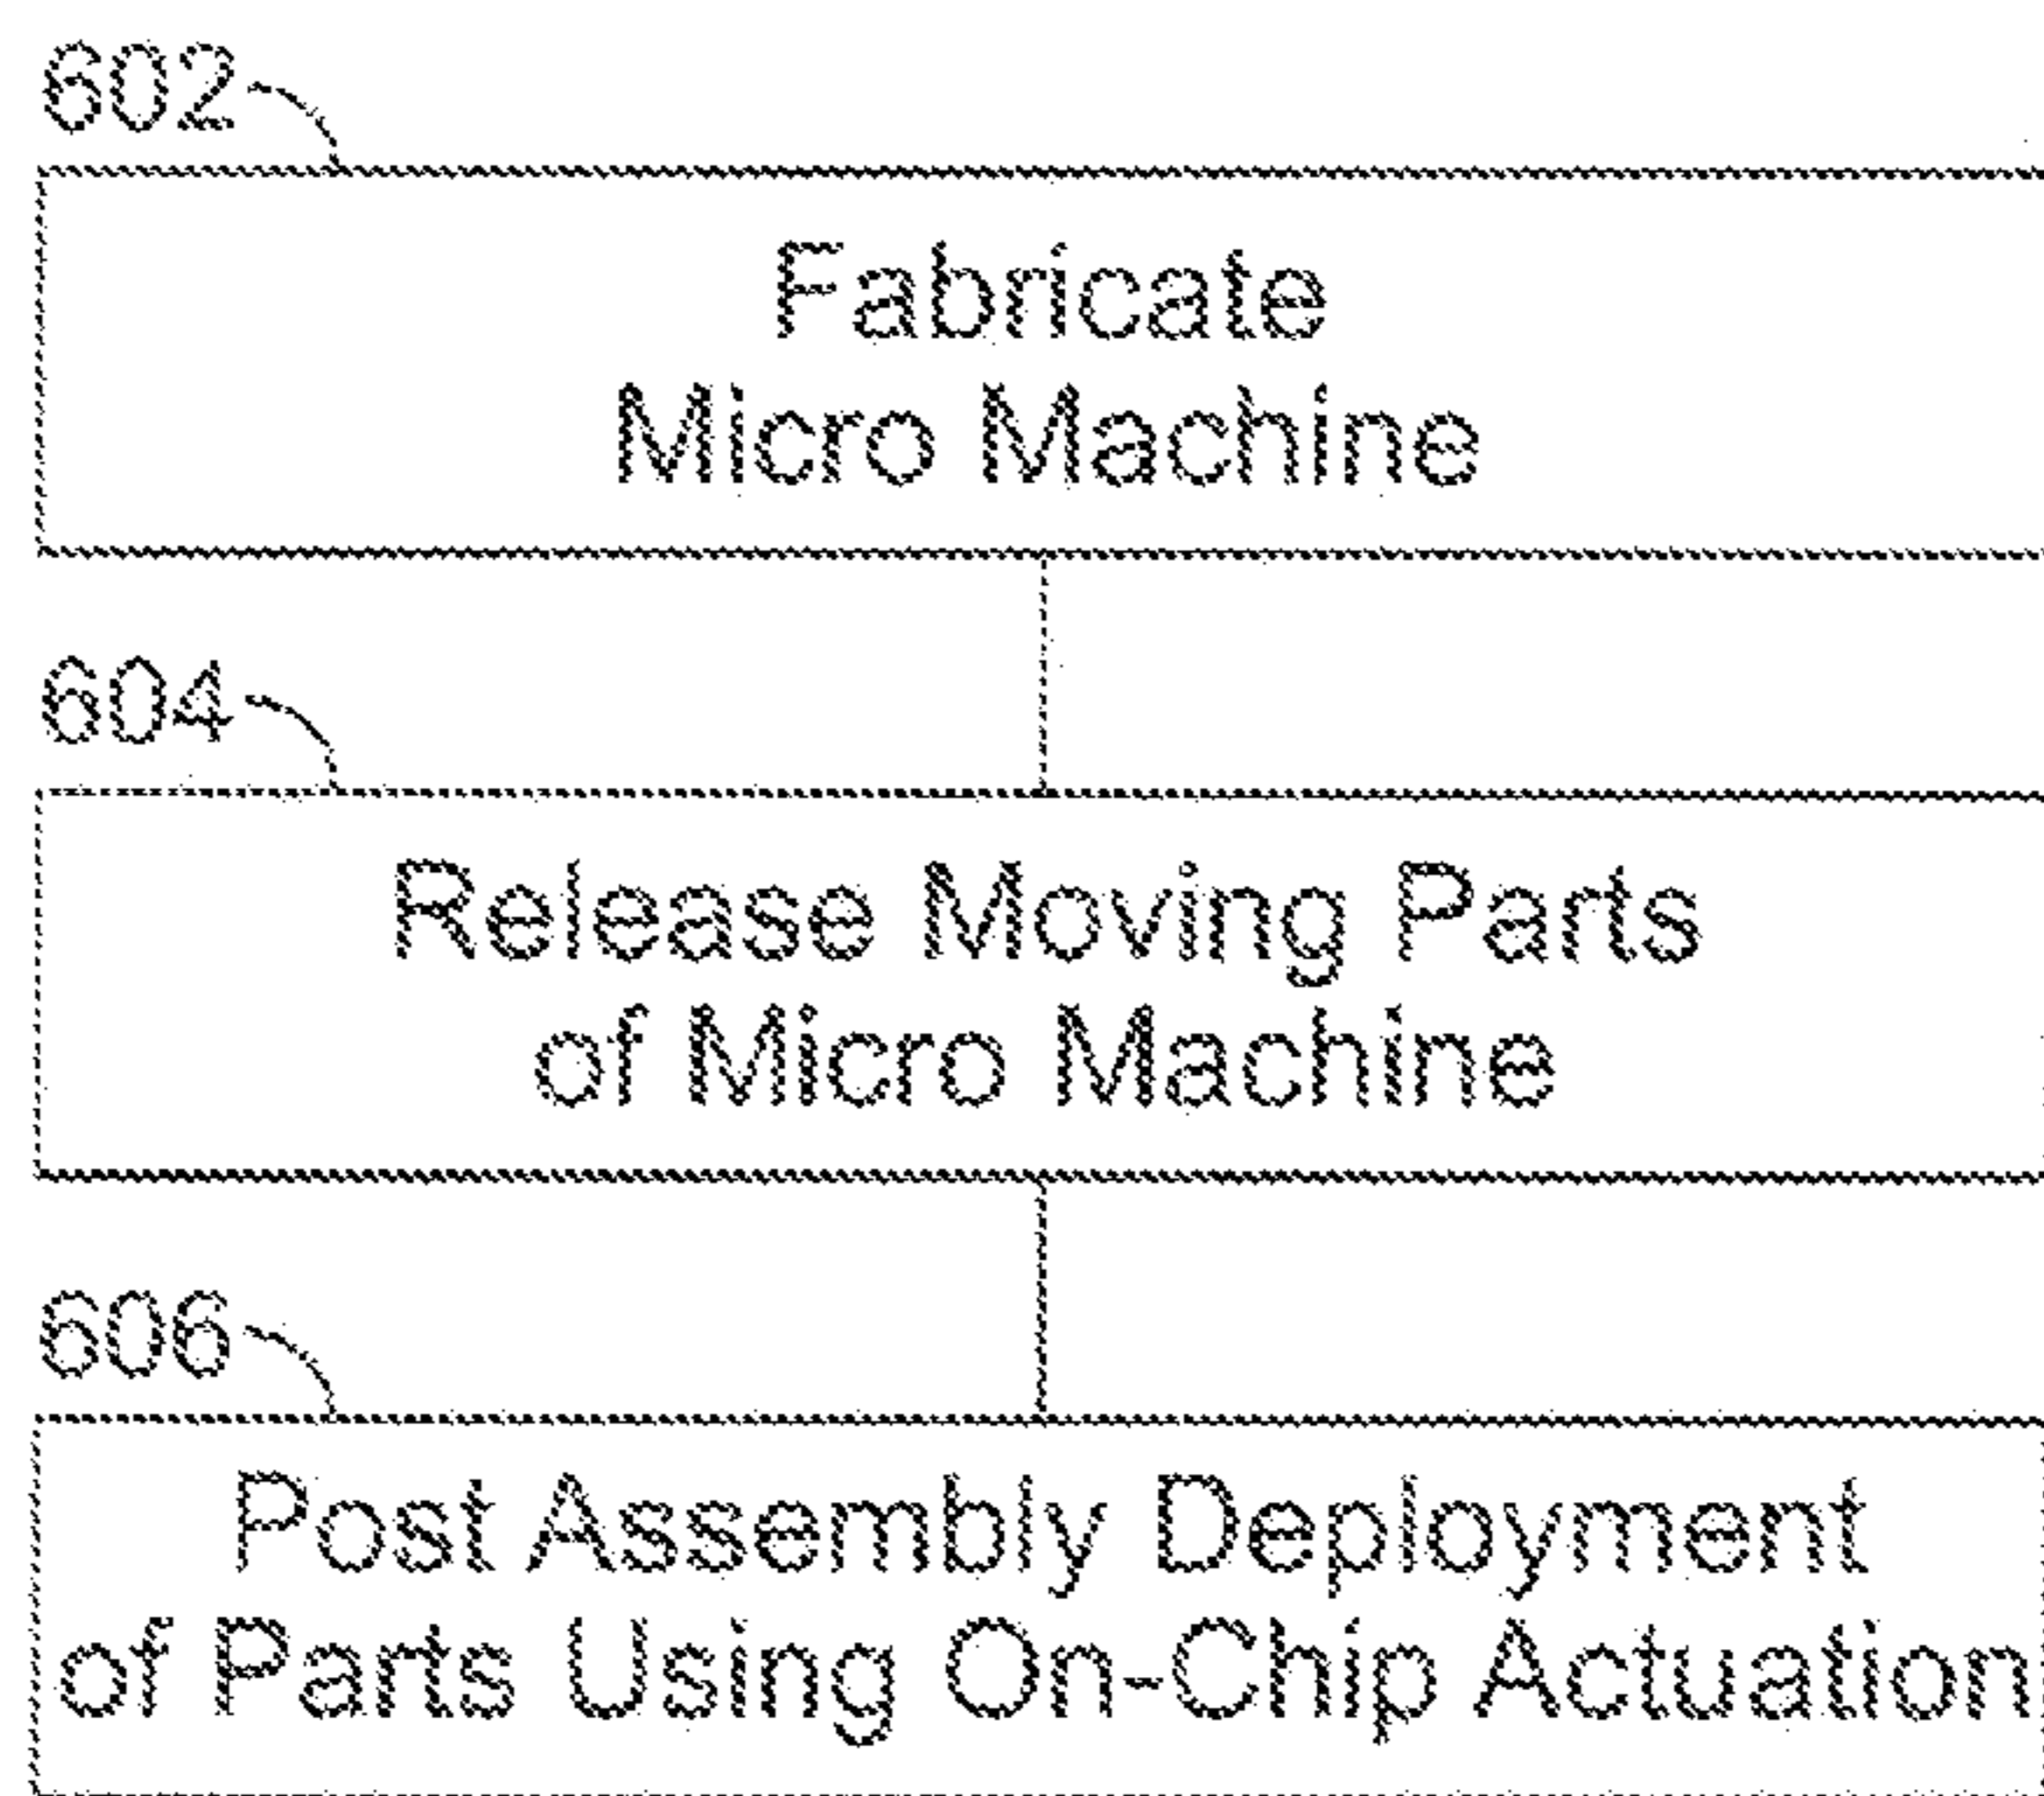 602
Fabricate
Micro Machine
604
Release Moving Parts
of Micro Machine
606
Post Assembly Deployment
of Parts Using On-Chip Actuation